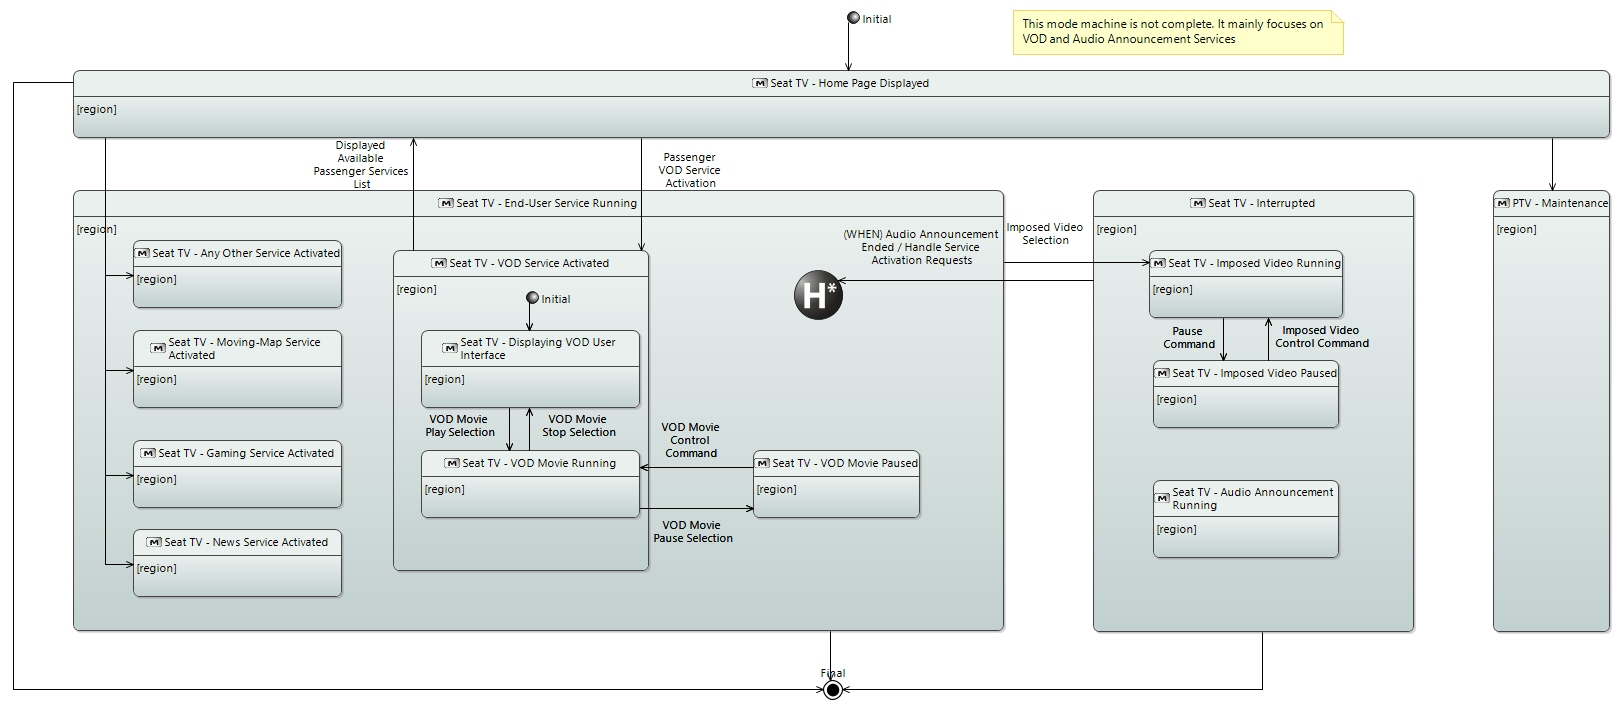 Initial
This mode machine is not complete. It mainly focuses on
VOD and Audio Announcement Services
M Seat TV - Home Page Displayed
[region]
Displayed
Available
Passenger Services
List
Passenger
VOD Service
Activation
M Seat TV - End-User Service Running
[region]
M Seat TV - Any Other Service Activated
[region]
M Seat TV - Moving-Map Service
Activated
[region]
M Seat TV - Gaming Service Activated
[region]
M Seat TV - News Service Activated
[region]
M Seat TV - VOD Service Activated
[region]
Initial
M Seat TV - Displaying VOD User
Interface
[region]
VOD Movie
Play Selection
VOD Movie
Stop Selection
M Seat TV - VOD Movie Running
[region]
VOD Movie
Control
Command
VOD Movie
Pause Selection
M Seat TV - VOD Movie Paused
[region]
(WHEN) Audio Announcement
Ended / Handle Service
Activation Requests
H*
Imposed Video
Selection
M Seat TV - Interrupted
[region]
M Seat TV - Imposed Video Running
[region]
Pause
Command
Imposed Video
Control Command
M Seat TV - Imposed Video Paused
[region]
M Seat TV - Audio Announcement
Running
[region]
M PTV - Maintenance
[region]
Final